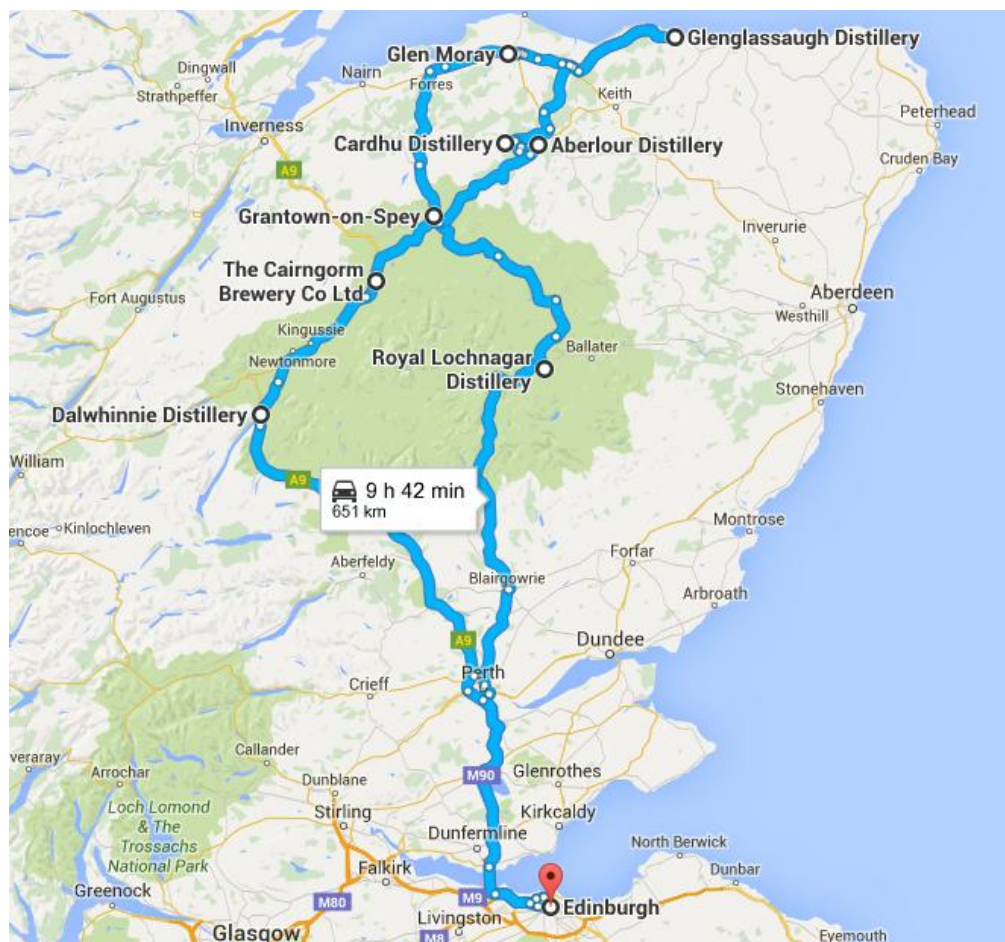 Glenglassaugh Distillery
Glen Moray
Dingwall
Nairn
Forres
Strathpeffer
Keith
Peterhead
Inverness
Cardhu Distillery
Aberlour Distillery
Cruden Bay
A9
Grantown-on-Spey
Inverurie
The Cairngorm
Brewery Co Ltd
Fort Augustus
Aberdeen
Westhill
Kingussie
Ballater
Newtonmore
Royal Lochnagar
Distillery
Stonehaven
Dalwhinnie Distillery
William
A9
9 h 42 min
651 km
encoe
Kinlochleven
Montrose
Aberfeldy
Forfar
Blairgowrie
Arbroath
A9
Dundee
Perth
Crieff
veraray
Callander
Arrochar
Dunblane
M90
Glenrothes
Loch Lomond
& The
Trossachs
National Park
Stirling
Kirkcaldy
Dunfermline
North Berwick
Falkirk
Dunbar
Greenock
M80
M9
Edinburgh
Livingston
Glasgow
M8
Eyemouth